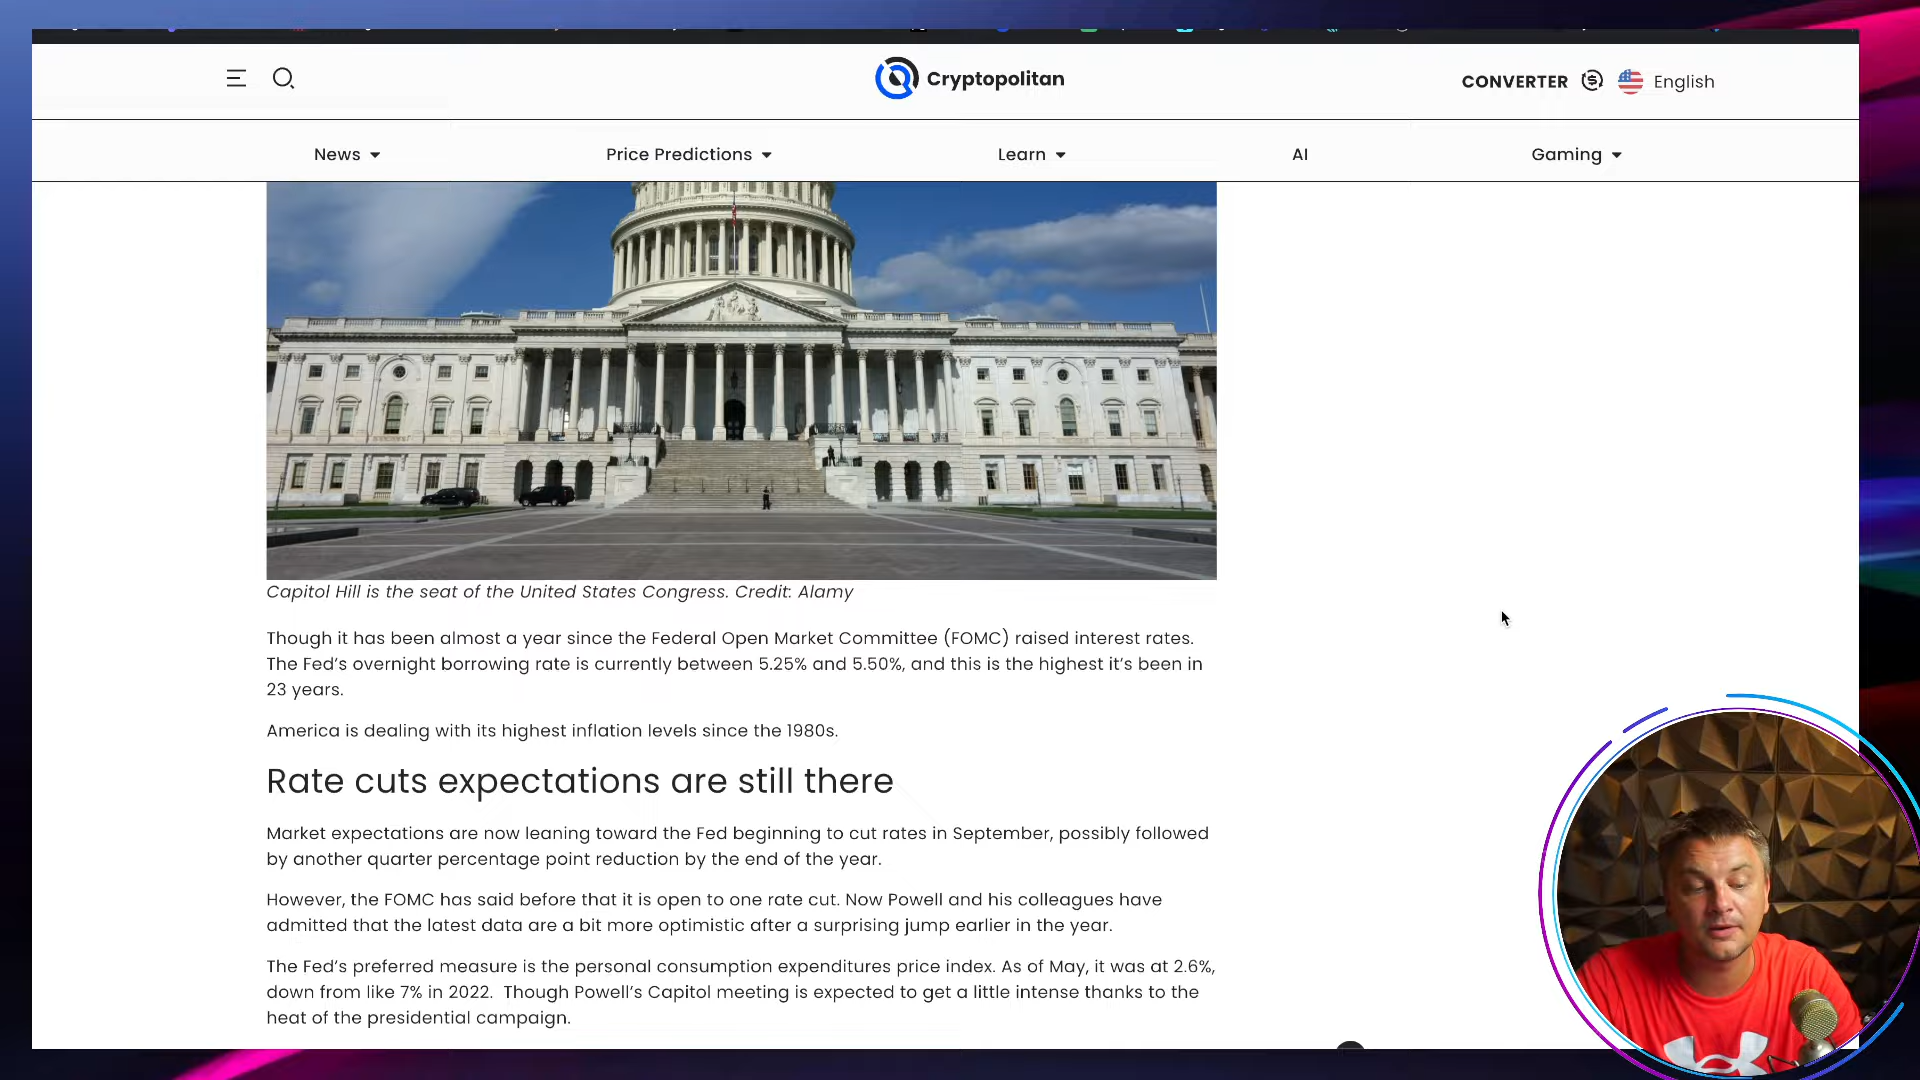 Cryptopolitan
CONVERTER
English
News
Price Predictions
Learn
AI
Gaming
Capitol Hill is the seat of the United States Congress. Credit: Alamy
Though it has been almost a year since the Federal Open Market Committee (FOMC) raised interest rates.
The Fed's overnight borrowing rate is currently between 5.25% and 5.50%, and this is the highest it's been in
23 years.
America is dealing with its highest inflation levels since the 1980s.
Rate cuts expectations are still there
Market expectations are now leaning toward the Fed beginning to cut rates in September, possibly followed
by another quarter percentage point reduction by the end of the year.
However, the FOMC has said before that it is open to one rate cut. Now Powell and his colleagues have
admitted that the latest data are a bit more optimistic after a surprising jump earlier in the year.
The Fed's preferred measure is the personal consumption expenditures price index. As of May, it was at 2.6%,
down from like 7% in 2022.  Though Powell's Capitol meeting is expected to get a little intense thanks to the
heat of the presidential campaign.